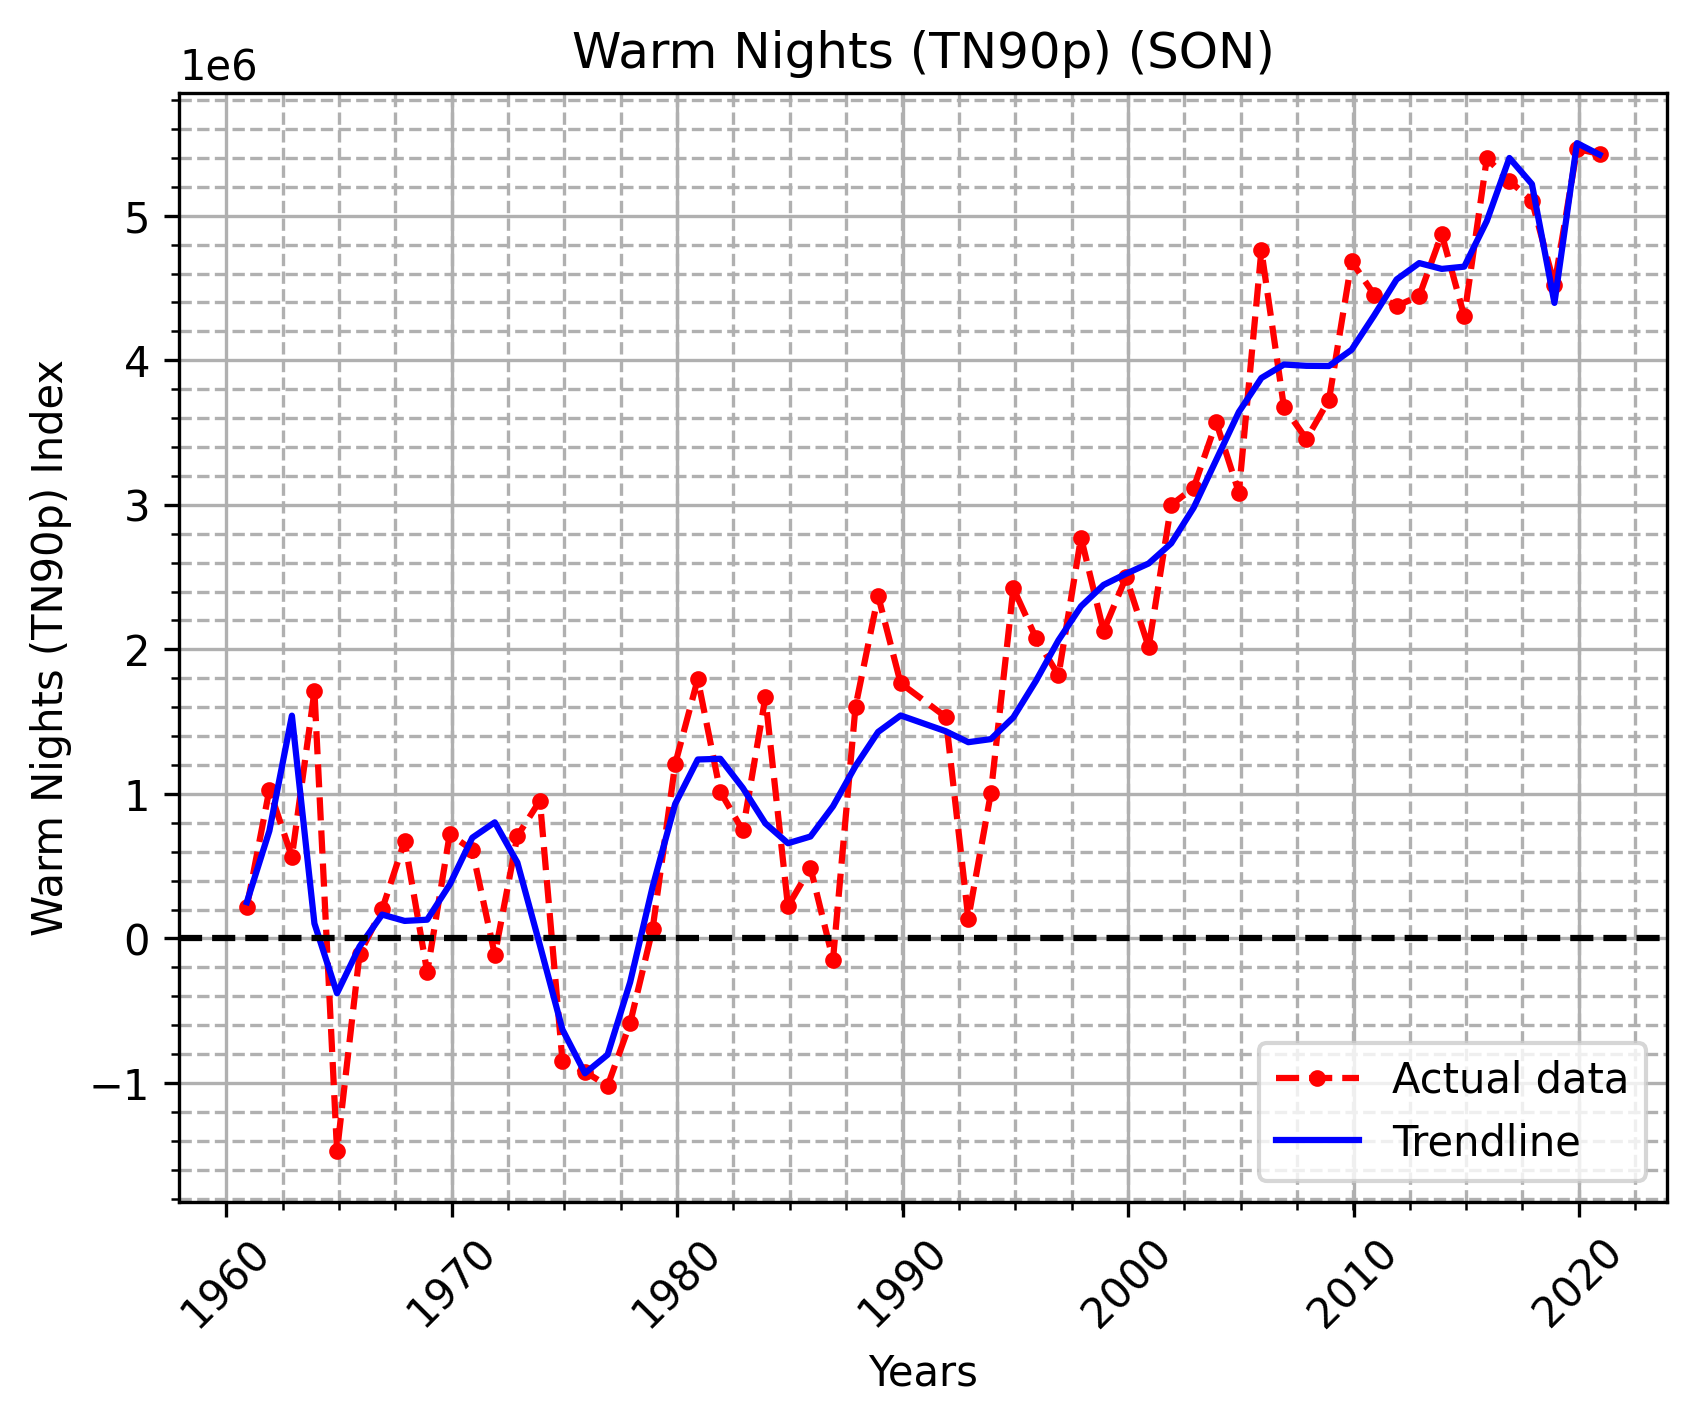 Warm Nights (TN90p) (SON)
1e6
Warm Nights (TN90p) Index
5
4
3
2
1
0
−1
Actual data
Trendline
1960
1970
1980
1990
2000
2010
2020
Years